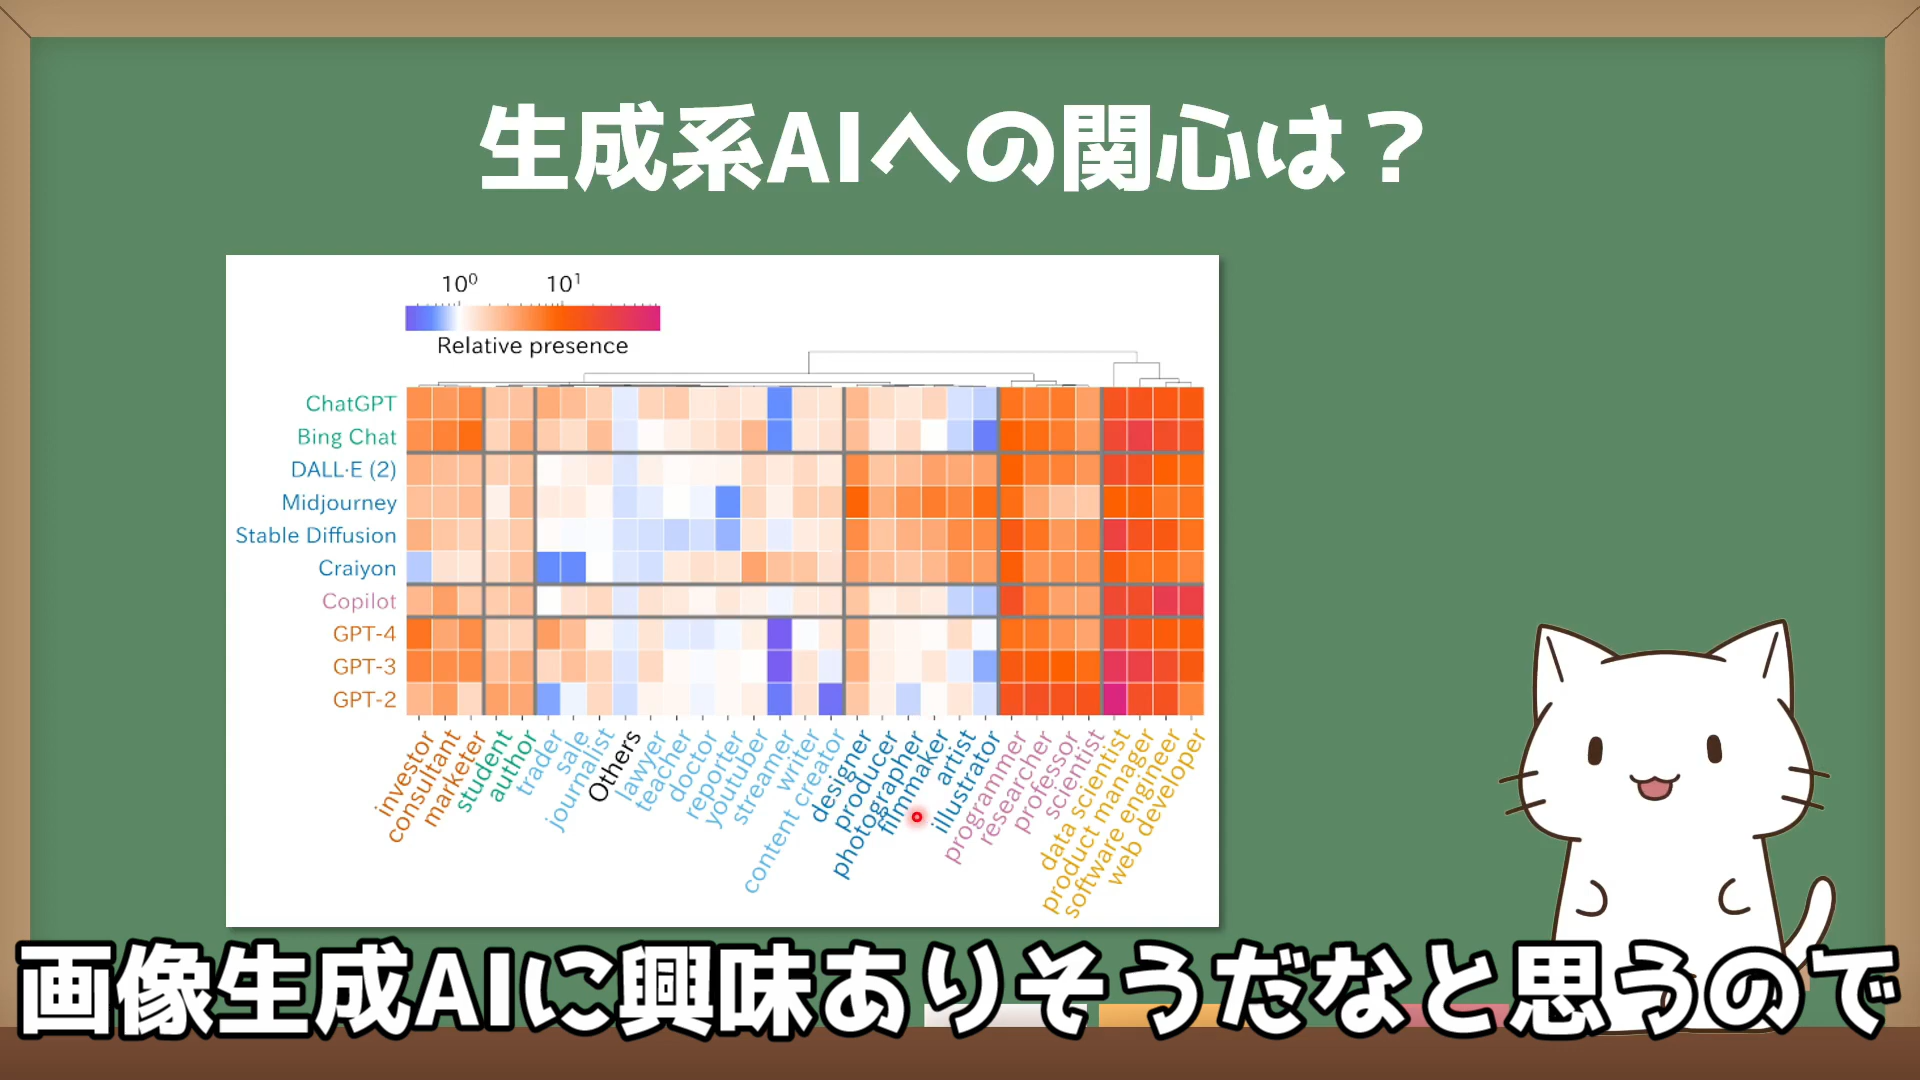 生成系AIへの関心は？
10⁰ 10¹
Relative presence
ChatGPT
Bing Chat
DALL·E (2)
Midjourney
Stable Diffusion
Craiyon
Copilot
GPT-4
GPT-3
GPT-2
investor
consultant
marketer
student
author
trader
sale
journalist
Others
lawyer
teacher
doctor
reporter
youtuber
streamer
writer
content creator
designer
producer
photographer
filmmaker
artist
illustrator
programmer
researcher
professor
scientist
data scientist
product manager
software engineer
web developer
画像生成AIに興味ありそうだなと思うので